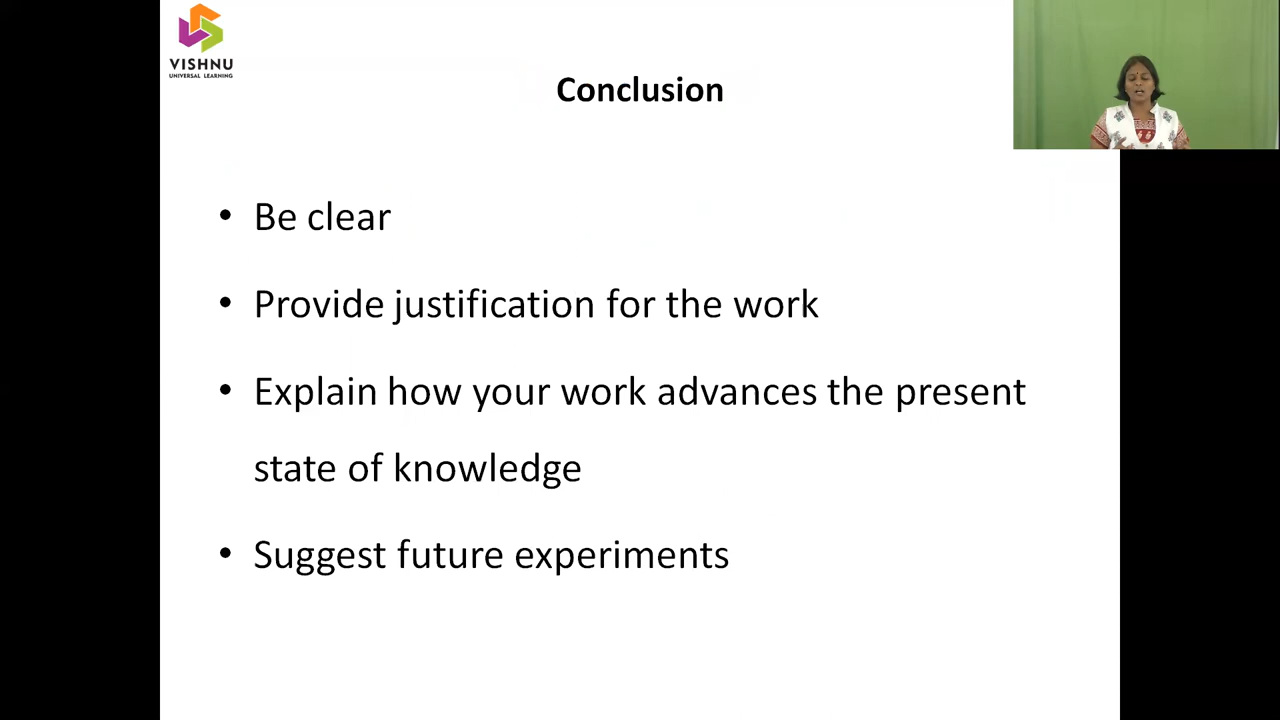 VISHNU
UNIVERSAL LEARNING
Conclusion
• Be clear
• Provide justification for the work
• Explain how your work advances the present
state of knowledge
• Suggest future experiments